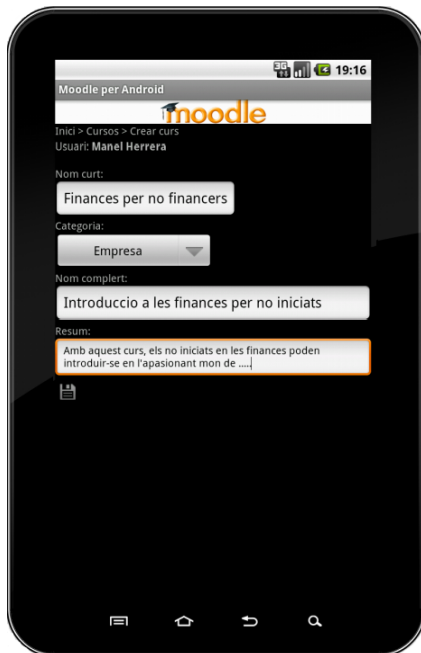 3G
19:16
Moodle per Android
moodle
Inici > Cursos > Crear curs
Usuari: Manel Herrera
Nom curt:
Finances per no financers
Categoria:
Empresa
Nom complert:
Introduccio a les finances per no iniciats
Resum:
Amb aquest curs, els no iniciats en les finances poden
introduir-se en l'apasionant mon de .....